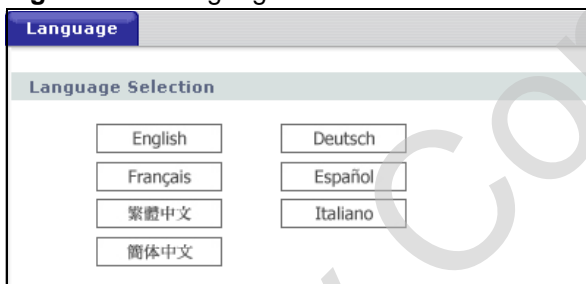 Language
Language Selection
English
Deutsch
Français
Español
繁體中文
Italiano
簡体中文